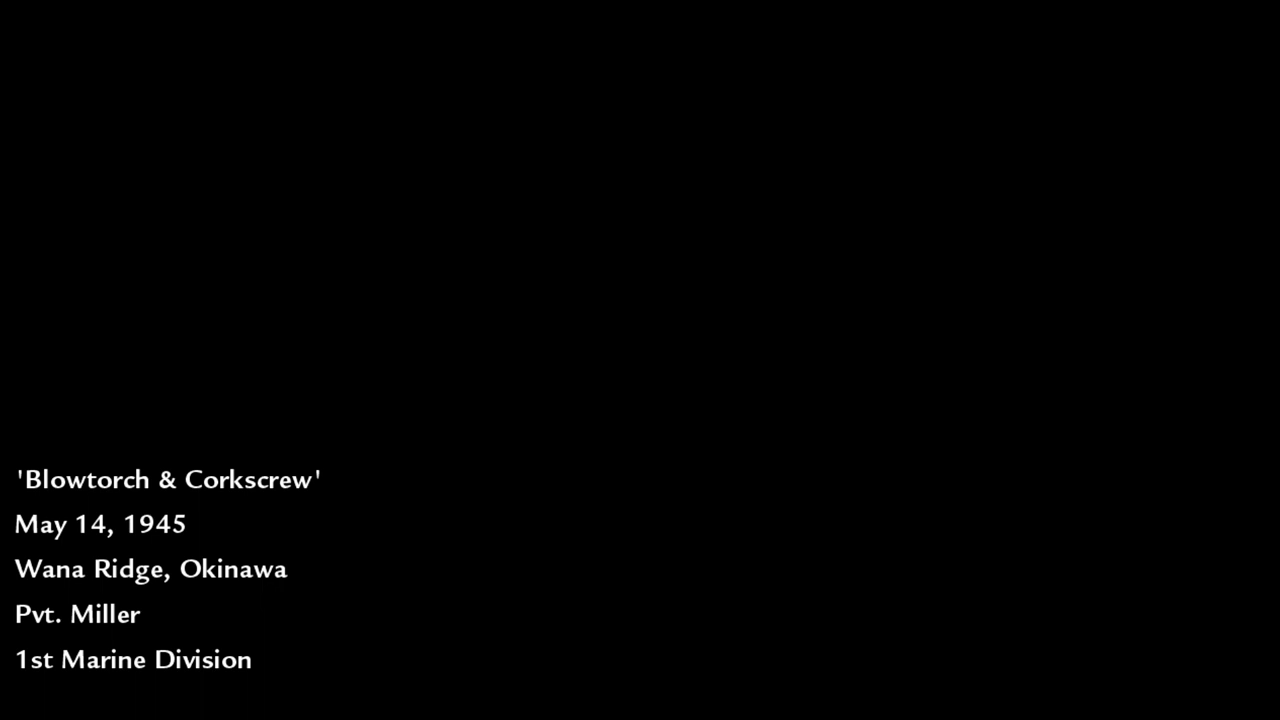 'Blowtorch & Corkscrew'
May 14, 1945
Wana Ridge, Okinawa
Pvt. Miller
1st Marine Division